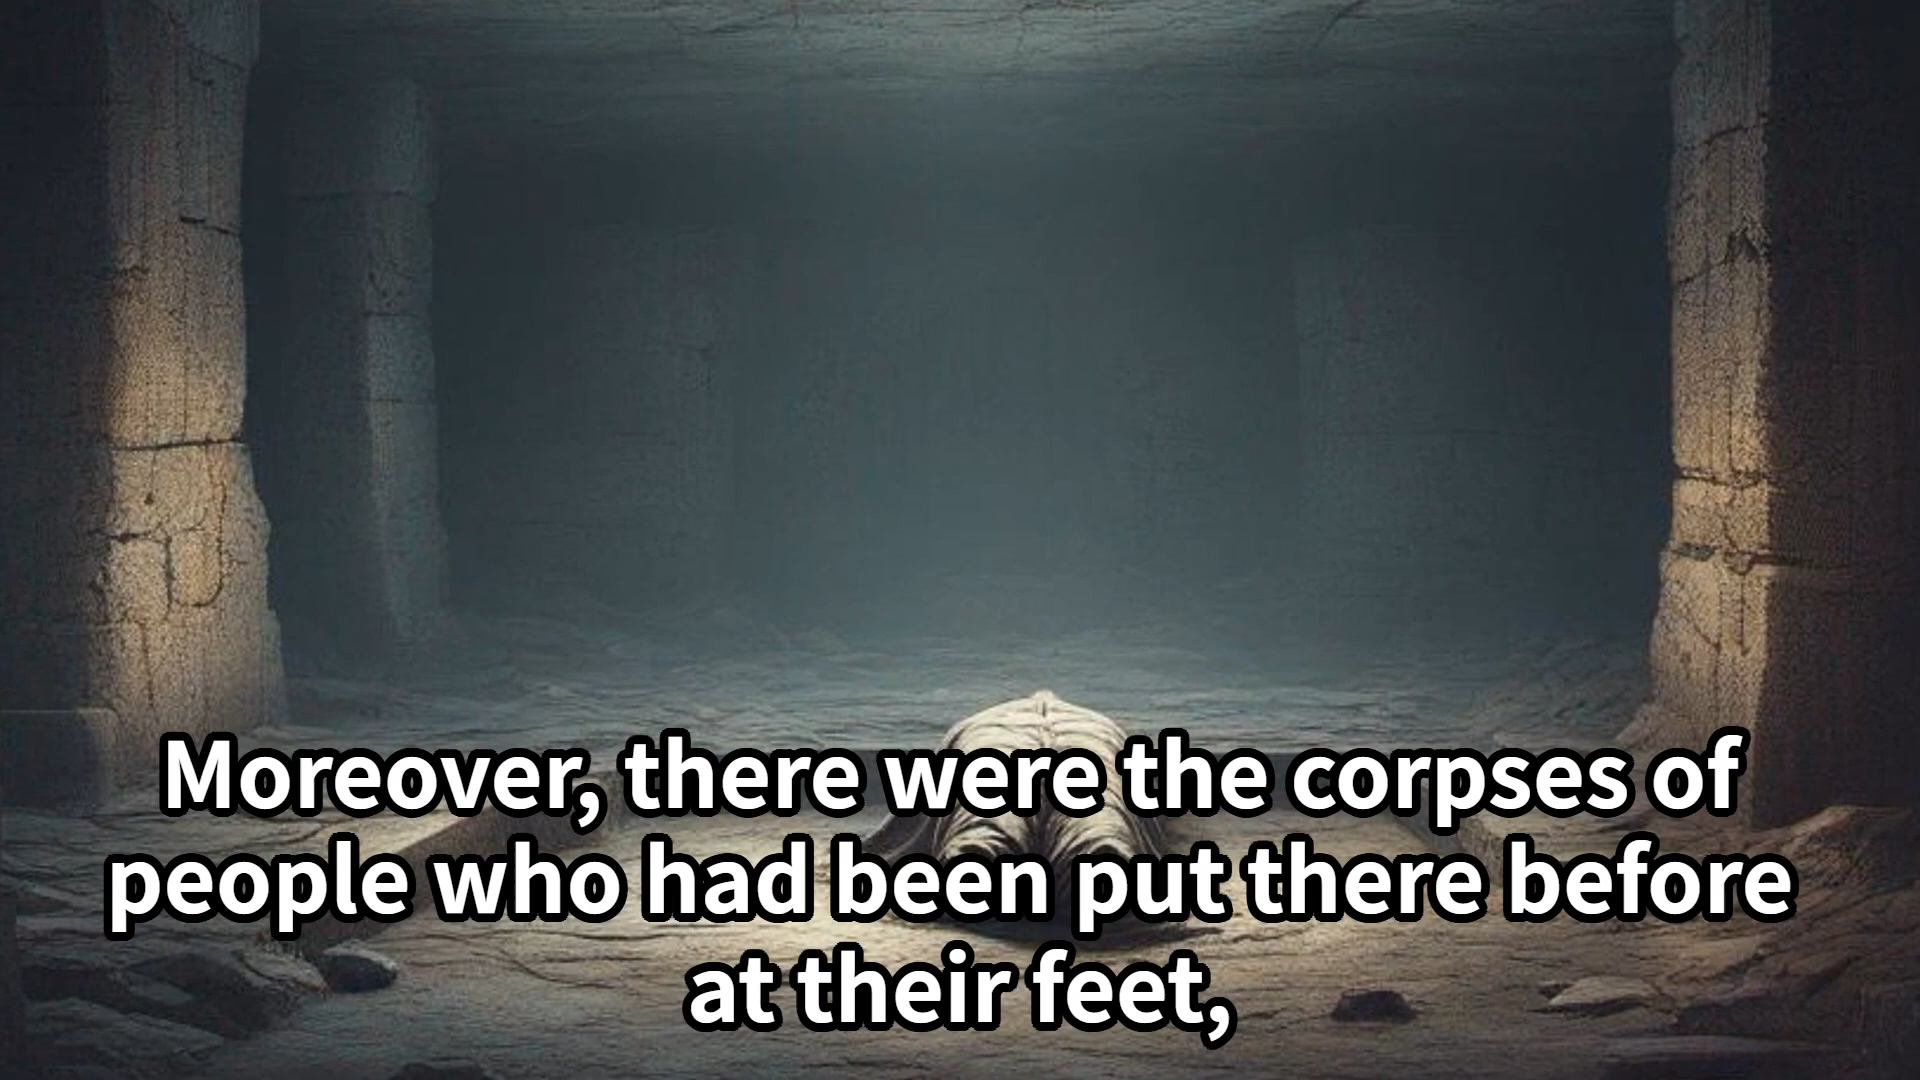 Moreover, there were the corpses of
people who had been put there before
at their feet,